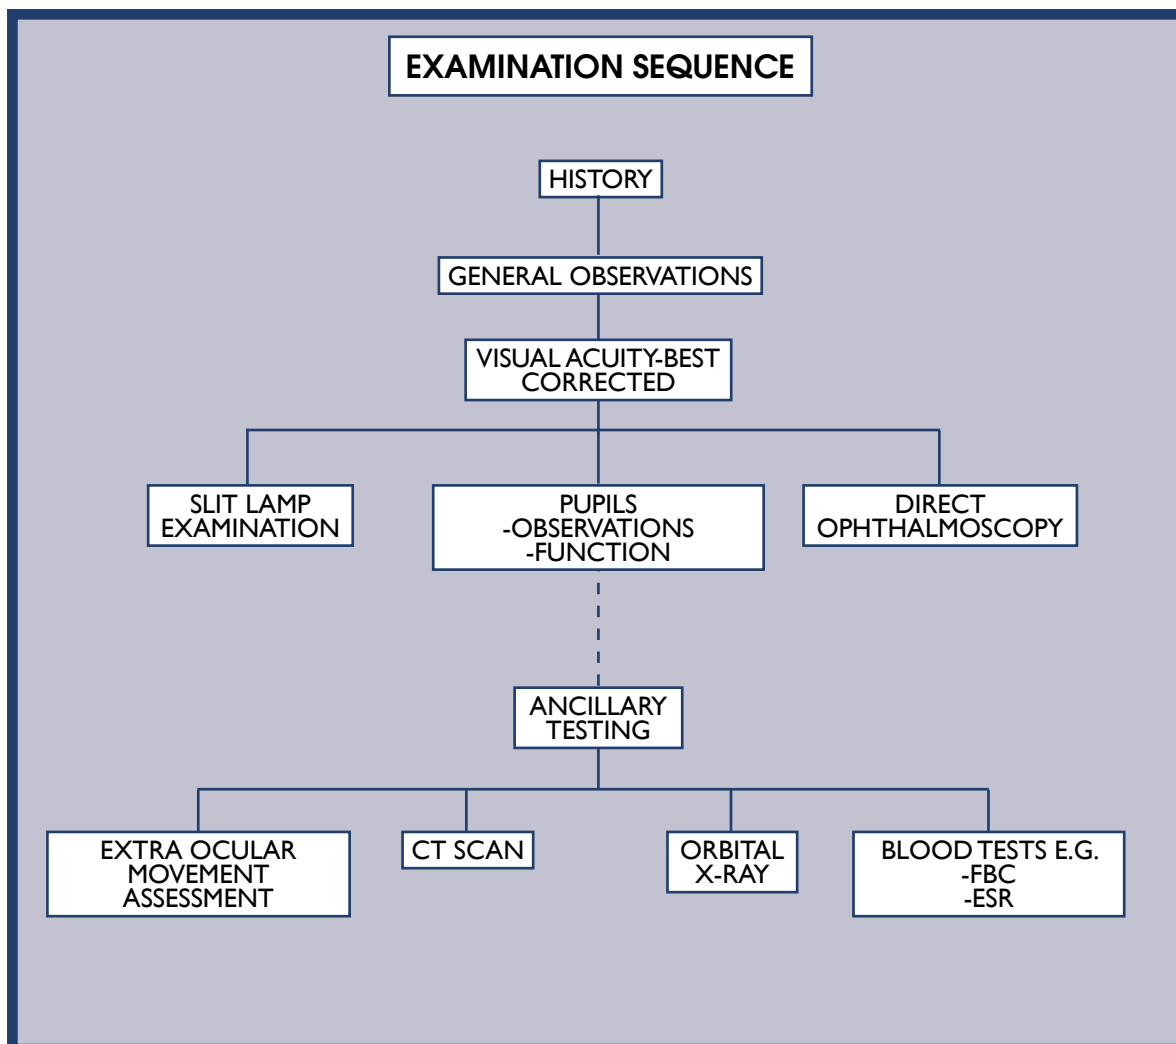 EXAMINATION SEQUENCE
HISTORY
GENERAL OBSERVATIONS
VISUAL ACUITY-BEST
CORRECTED
SLIT LAMP
EXAMINATION
PUPILS
-OBSERVATIONS
-FUNCTION
DIRECT
OPHTHALMOSCOPY
ANCILLARY
TESTING
EXTRA OCULAR
MOVEMENT
ASSESSMENT
CT SCAN
ORBITAL
X-RAY
BLOOD TESTS E.G.
-FBC
-ESR